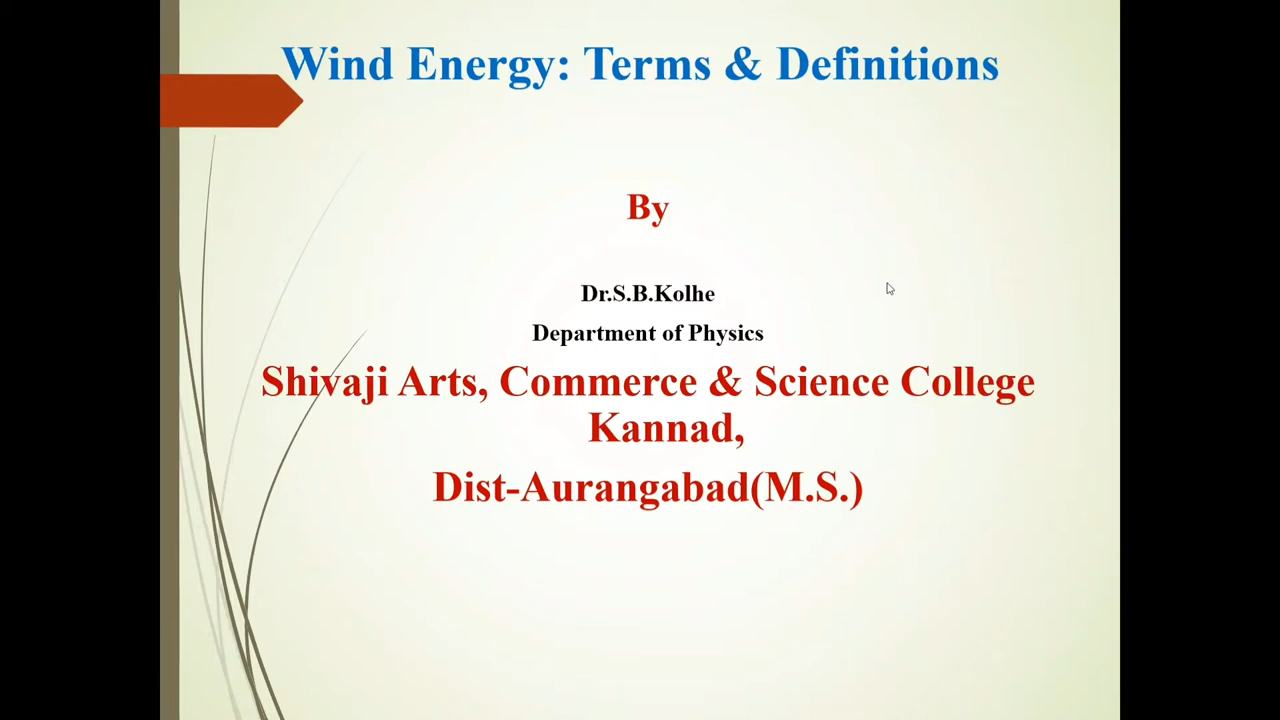 Wind Energy: Terms & Definitions
By
Dr.S.B.Kolhe
Department of Physics
Shivaji Arts, Commerce & Science College
Kannad,
Dist-Aurangabad(M.S.)